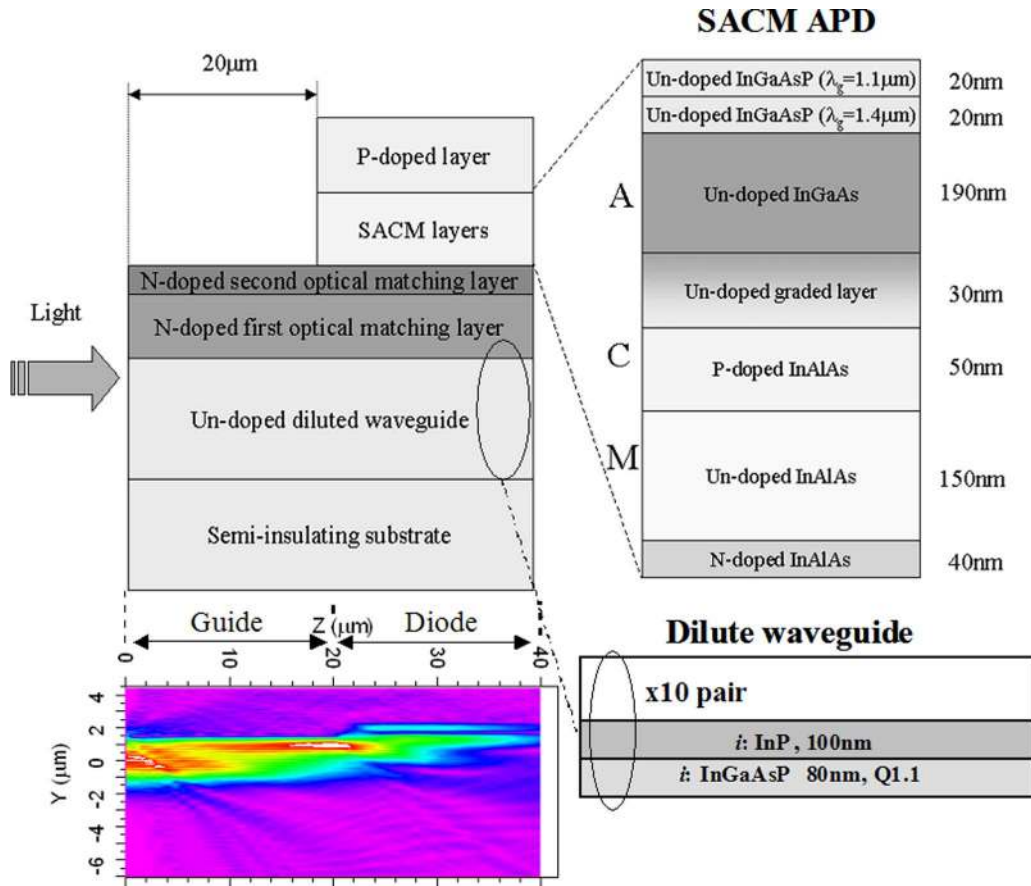 SACM APD
20μm
P-doped layer
SACM layers
N-doped second optical matching layer
Light
N-doped first optical matching layer
Un-doped diluted waveguide
Semi-insulating substrate
Un-doped InGaAsP (λg=1.1μm) 20nm
Un-doped InGaAsP (λg=1.4μm) 20nm
A
Un-doped InGaAs 190nm
Un-doped graded layer 30nm
C
P-doped InAlAs 50nm
M
Un-doped InAlAs 150nm
N-doped InAlAs 40nm
Guide Z (μm) Diode
0 10 20 30 40
Y (μm)
4
2
0
-2
-4
-6
Dilute waveguide
x10 pair
i: InP , 100nm
i: InGaAsP 80nm, Q1.1